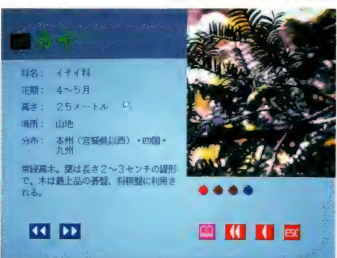 カヤ
科名： イチイ科
花期： 4～5月
高さ： 25メートル
場所： 山地
分布： 本州（宮城県以西）・四国・
九州
常緑高木。葉は長さ2～3センチの線形
で、木は最上品の碁盤、将棋盤に利用さ
れる。
ESC